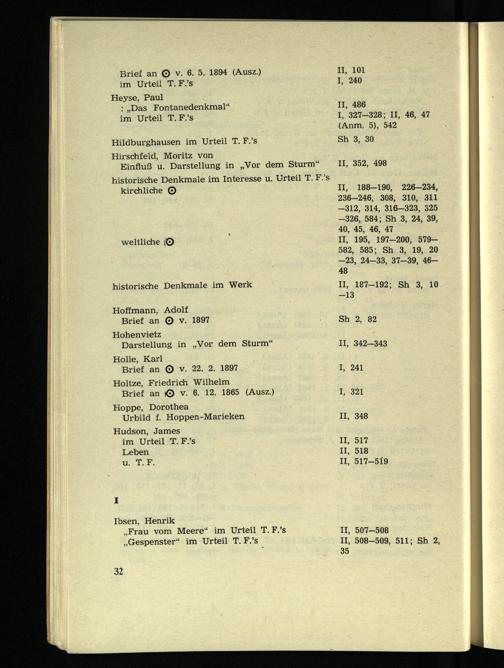 Brief an ⊙ v. 6. 5. 1894 (Ausz.) II, 101
im Urteil T. F.'s I, 240
Heyse, Paul
: „Das Fontanedenkmal“ II, 486
im Urteil T. F.'s I, 327—328; II, 46, 47
(Anm. 5), 542
Hildburghausen im Urteil T. F.'s Sh 3, 30
Hirschfeld, Moritz von
Einfluß u. Darstellung in „Vor dem Sturm“ II, 352, 498
historische Denkmale im Interesse u. Urteil T. F.'s
kirchliche ⊙ II, 188—190, 226—234,
236—246, 308, 310, 311
—312, 314, 316—323, 325
—326, 584; Sh 3, 24, 39,
40, 45, 46, 47
weltliche ⊙ II, 195, 197—200, 579—
582, 585; Sh 3, 19, 20
—23, 24—33, 37—39, 46—
48
historische Denkmale im Werk II, 187—192; Sh 3, 10
—13
Hoffmann, Adolf
Brief an ⊙ v. 1897 Sh 2, 82
Hohenvietz
Darstellung in „Vor dem Sturm“ II, 342—343
Holle, Karl
Brief an ⊙ v. 22. 2. 1897 I, 241
Holtze, Friedrich Wilhelm
Brief an ⊙ v. 6. 12. 1865 (Ausz.) I, 321
Hoppe, Dorothea
Urbild f. Hoppen-Marieken II, 348
Hudson, James
im Urteil T. F.'s II, 517
Leben II, 518
u. T. F. II, 517—519
I
Ibsen, Henrik
„Frau vom Meere“ im Urteil T. F.'s II, 507—508
„Gespenster“ im Urteil T. F.'s II, 508—509, 511; Sh 2,
35
32